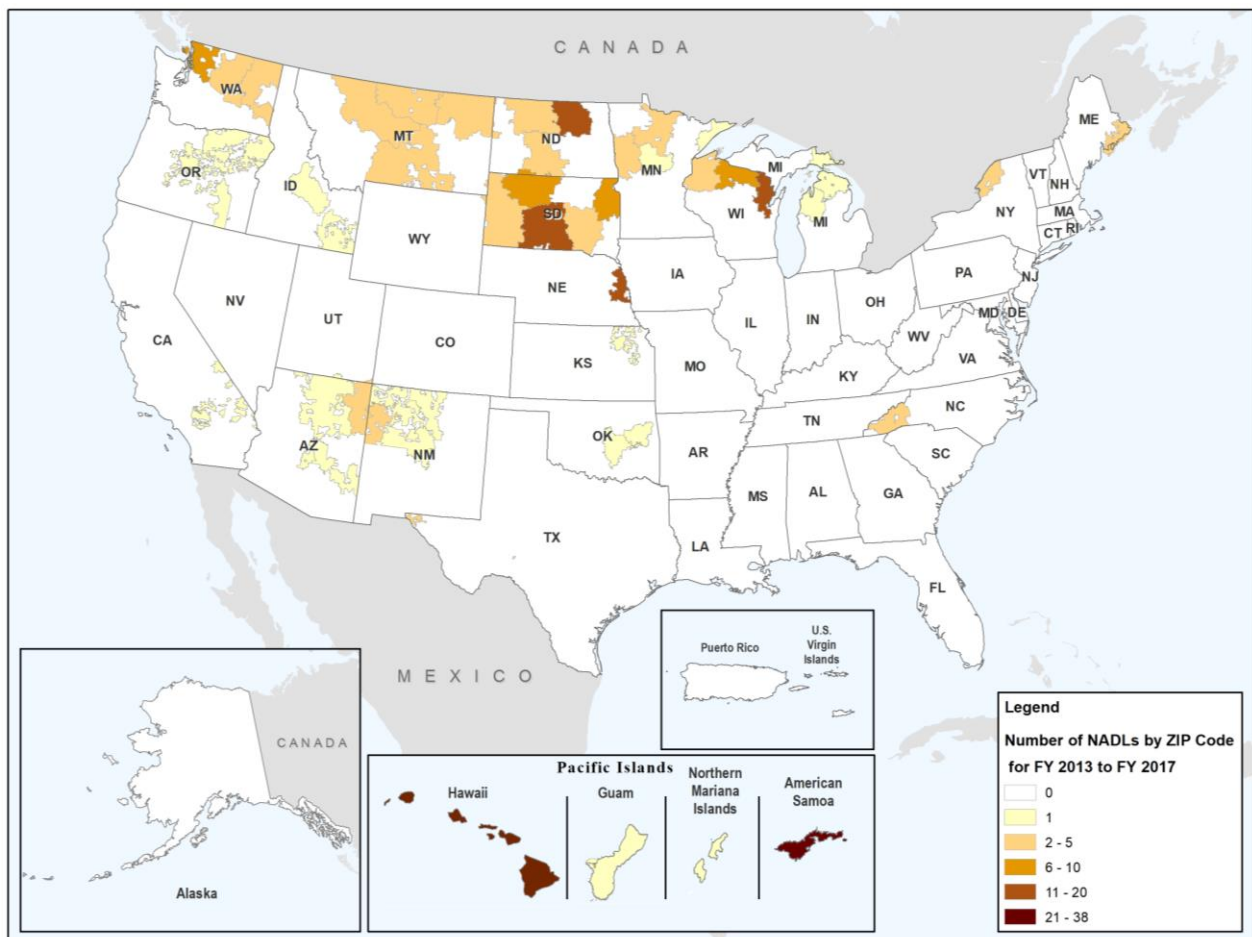 CANADA
WA
MT
ND
MN
ME
OR
ID
SD
WI
MI
MI
VT
NH
NY
MA
CT
RI
WY
IA
PA
NJ
NE
NV
UT
CO
IL
IN
OH
MD
DE
WV
VA
CA
KS
MO
KY
NC
TN
AZ
NM
OK
AR
SC
MS
AL
GA
TX
LA
FL
MEXICO
CANADA
Alaska
Puerto Rico
U.S.
Virgin
Islands
Pacific Islands
Hawaii
Guam
Northern
Mariana
Islands
American
Samoa
Legend
Number of NADLs by ZIP Code
for FY 2013 to FY 2017
0
1
2 - 5
6 - 10
11 - 20
21 - 38